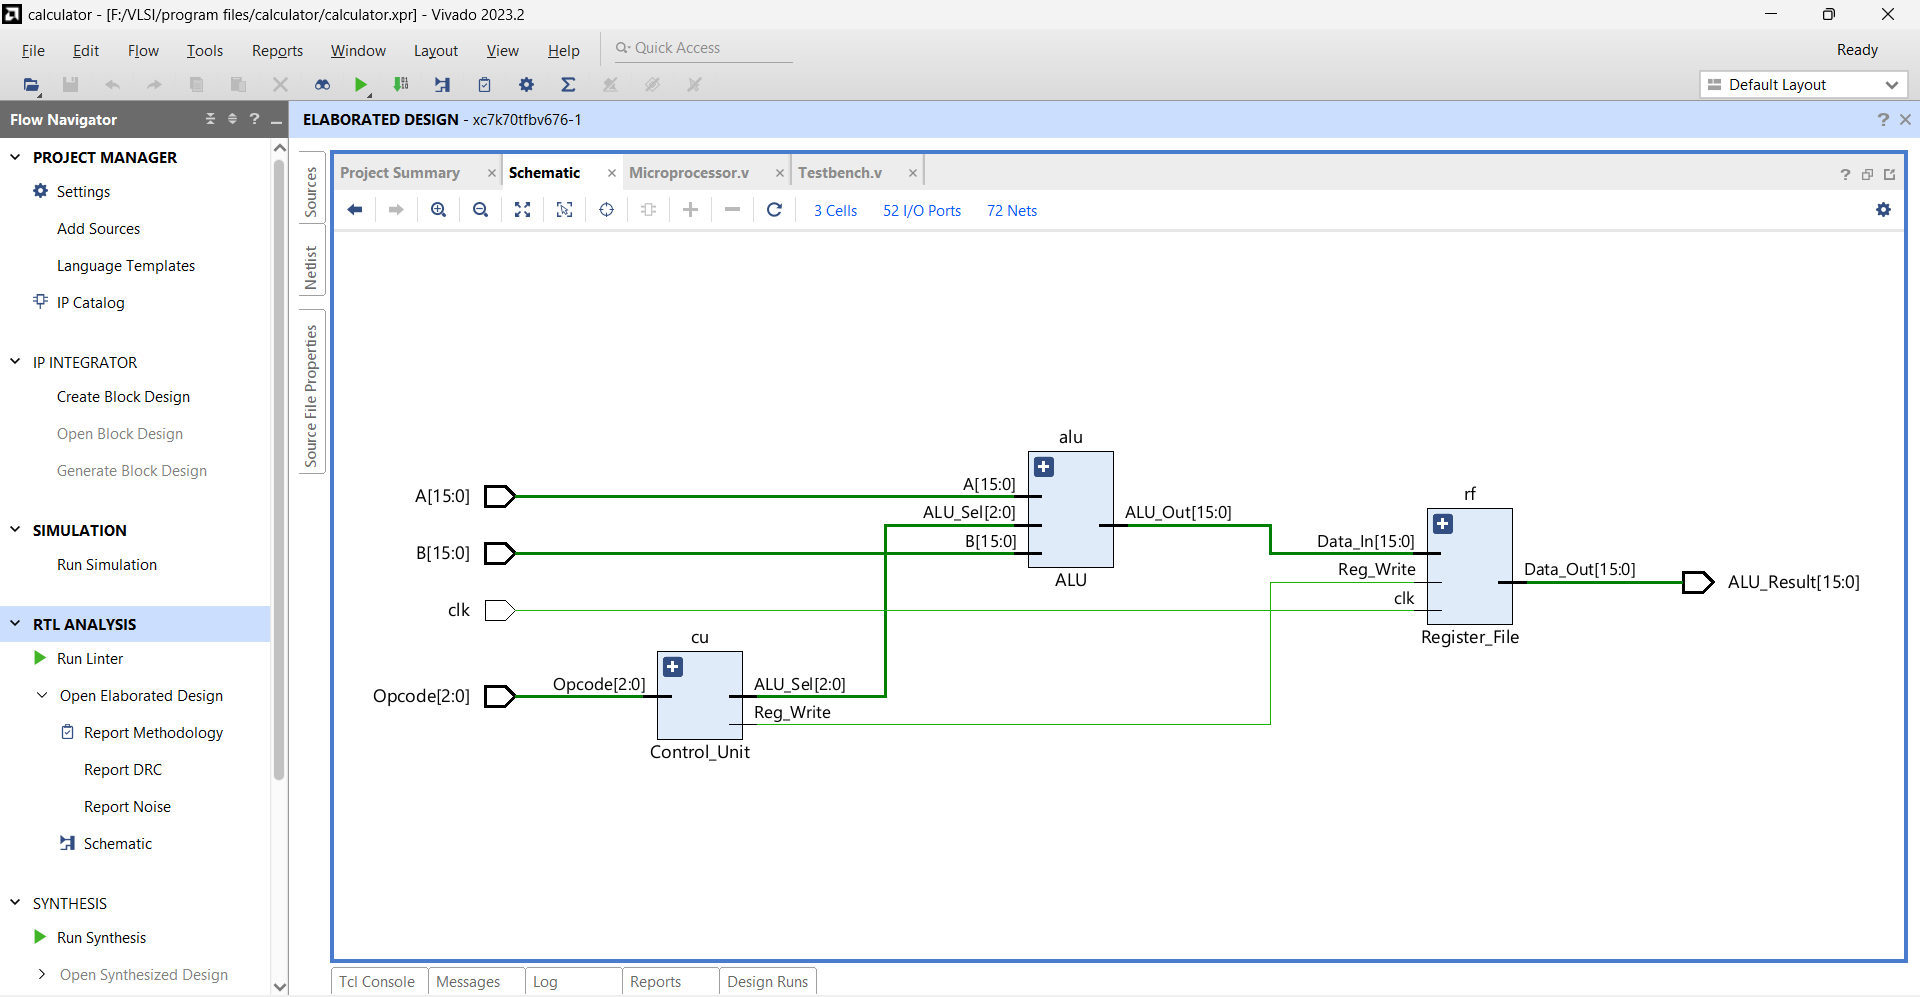 calculator - [F:/VLSI/program files/calculator/calculator.xpr] - Vivado 2023.2
File Edit Flow Tools Reports Window Layout View Help Quick Access Ready
Default Layout
Flow Navigator
PROJECT MANAGER
Settings
Add Sources
Language Templates
IP Catalog
IP INTEGRATOR
Create Block Design
Open Block Design
Generate Block Design
SIMULATION
Run Simulation
RTL ANALYSIS
Run Linter
Open Elaborated Design
Report Methodology
Report DRC
Report Noise
Schematic
SYNTHESIS
Run Synthesis
Open Synthesized Design
ELABORATED DESIGN - xc7k70tfbv676-1
Sources
Netlist
Source File Properties
Project Summary Schematic Microprocessor.v Testbench.v
3 Cells 52 I/O Ports 72 Nets
alu
A[15:0] A[15:0]
ALU_Sel[2:0] ALU_Out[15:0]
B[15:0] B[15:0]
ALU
rf
Data_In[15:0]
Reg_Write Data_Out[15:0]
clk clk
ALU_Result[15:0]
Register_File
cu
Opcode[2:0] Opcode[2:0] ALU_Sel[2:0]
Reg_Write
Control_Unit
Tcl Console Messages Log Reports Design Runs